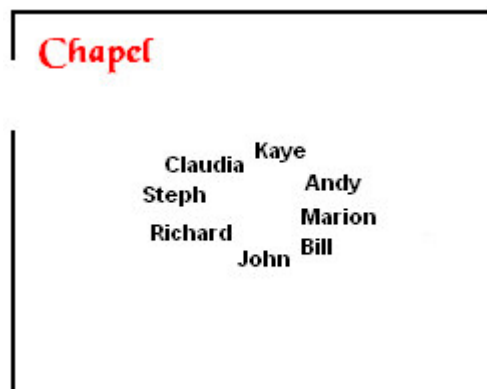 Chapel
Kaye
Claudia
Andy
Steph
Marion
Richard
Bill
John